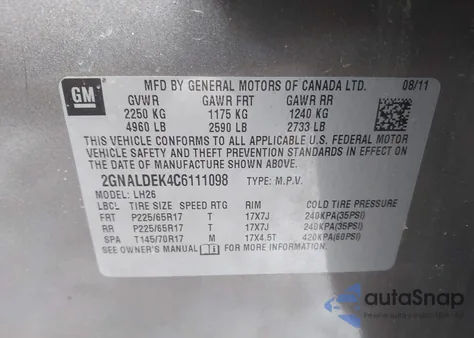 GM
MFD BY GENERAL MOTORS OF CANADA LTD. 08/11
GVWR GAWR FRT GAWR RR
2250 KG 1175 KG 1240 KG
4960 LB 2590 LB 2733 LB
THIS VEHICLE CONFORMS TO ALL APPLICABLE U.S. FEDERAL MOTOR
VEHICLE SAFETY, BUMPER, AND THEFT PREVENTION STANDARDS IN
EFFECT ON THE DATE OF MANUFACTURE SHOWN ABOVE.
2GNALDEK4C6111098 TYPE: M.P.V.
MODEL: LH26
LBCL TIRE SIZE SPEED RTG RIM COLD TIRE PRESSURE
FRT P225/65R17 T 17X7J 240KPA(35PSI)
RR P225/65R17 T 17X7J 240KPA(35PSI)
SPA T145/70R17 M 17X4.5T 420KPA(60PSI)
SEE OWNER'S MANUAL FOR MORE INFORMATION.
autoSnap
POWERED BY